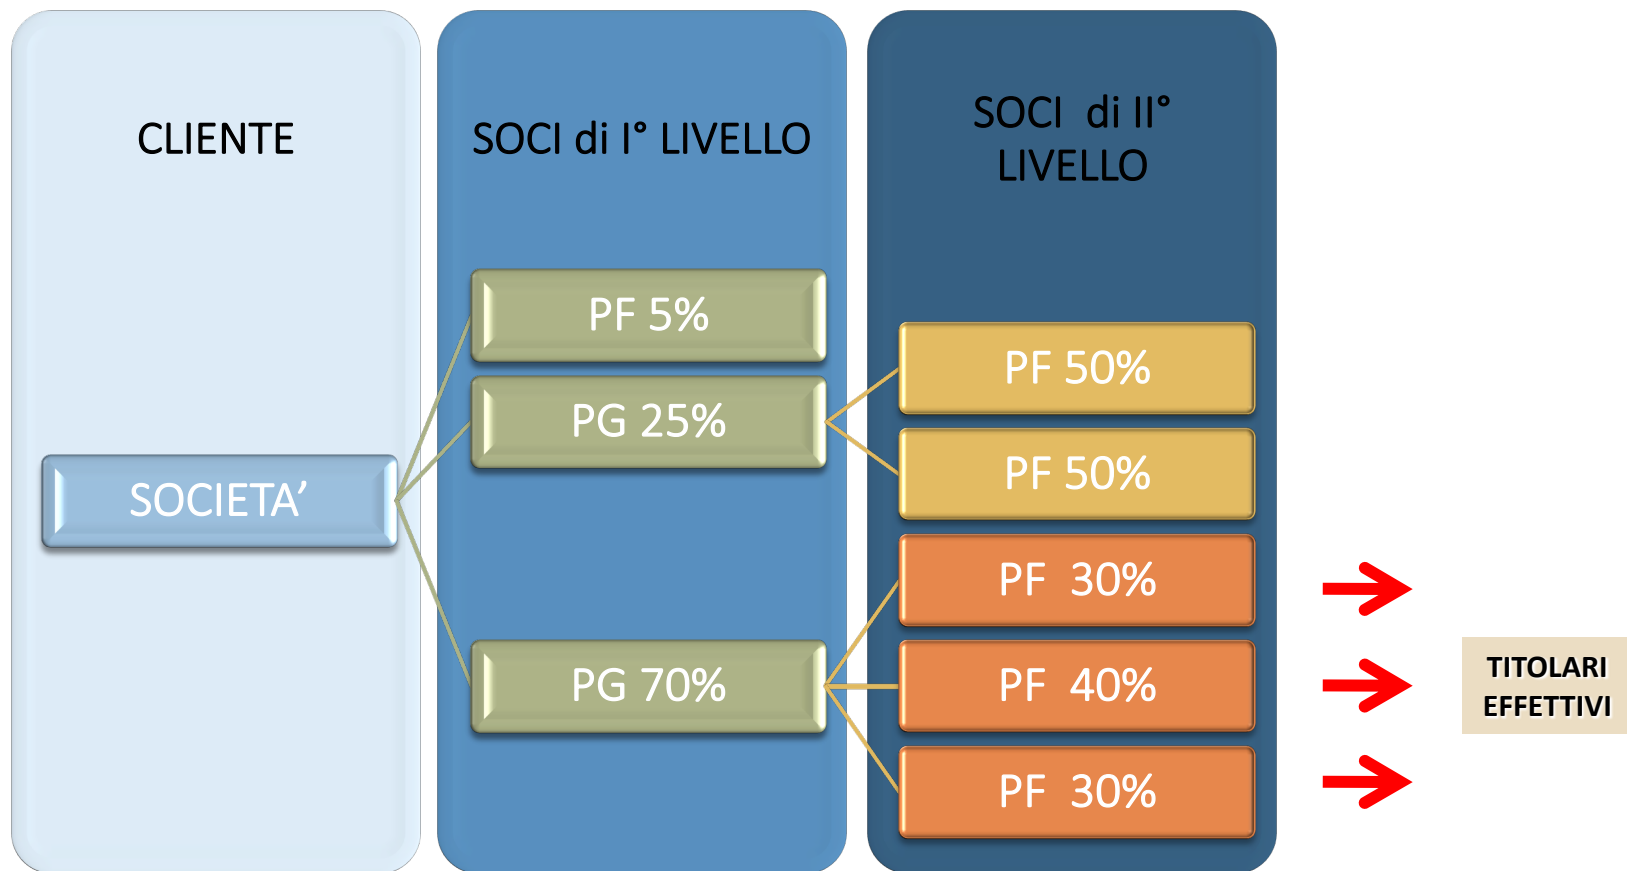 CLIENTE
SOCI di I° LIVELLO
SOCI di II°
LIVELLO
SOCIETA’
PF 5%
PG 25%
PG 70%
PF 50%
PF 50%
PF 30%
PF 40%
PF 30%
TITOLARI
EFFETTIVI